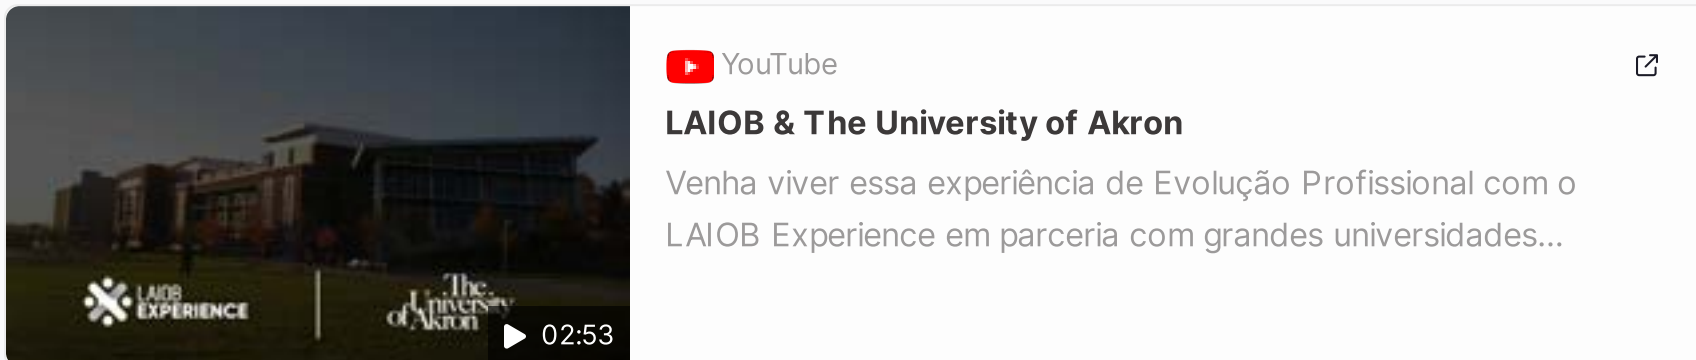 LAIOB
EXPERIENCE
The
University
of Akron
02:53
YouTube
LAIOB & The University of Akron
Venha viver essa experiência de Evolução Profissional com o
LAIOB Experience em parceria com grandes universidades...